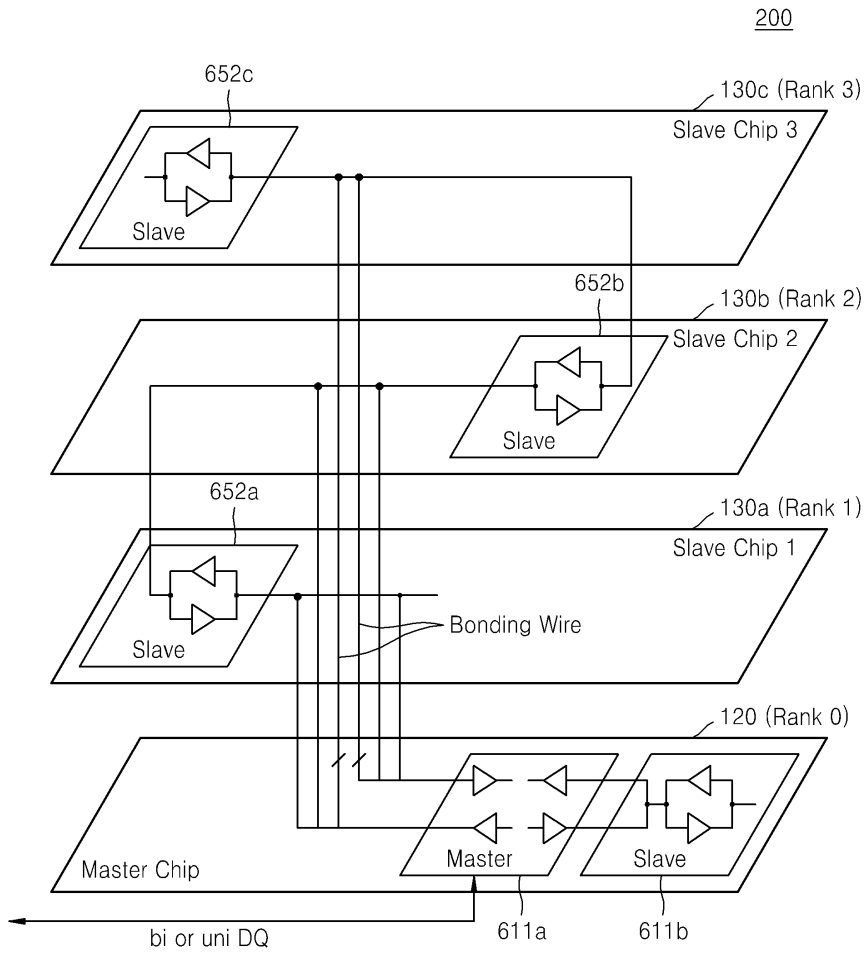 200
652c
130c (Rank 3)
Slave Chip 3
Slave
652b
130b (Rank 2)
Slave Chip 2
Slave
652a
130a (Rank 1)
Slave Chip 1
Bonding Wire
Slave
120 (Rank 0)
Master
Slave
Master Chip
611a
611b
bi or uni DQ